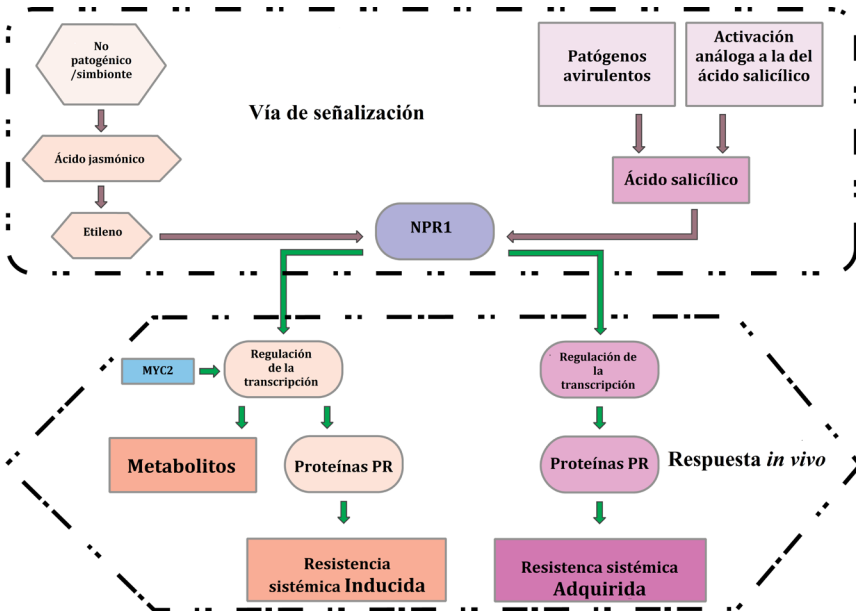 No
patogénico
/simbionte
Patógenos
avirulentos
Activación
análoga a la del
ácido salicílico
Vía de señalización
Ácido jasmónico
Ácido salicílico
Etileno
NPR1
MYC2
Regulación
de la
transcripción
Regulación de
la
transcripción
Metabolitos
Proteínas PR
Proteínas PR
Respuesta in vivo
Resistencia
sistémica Inducida
Resistenca sistémica
Adquirida